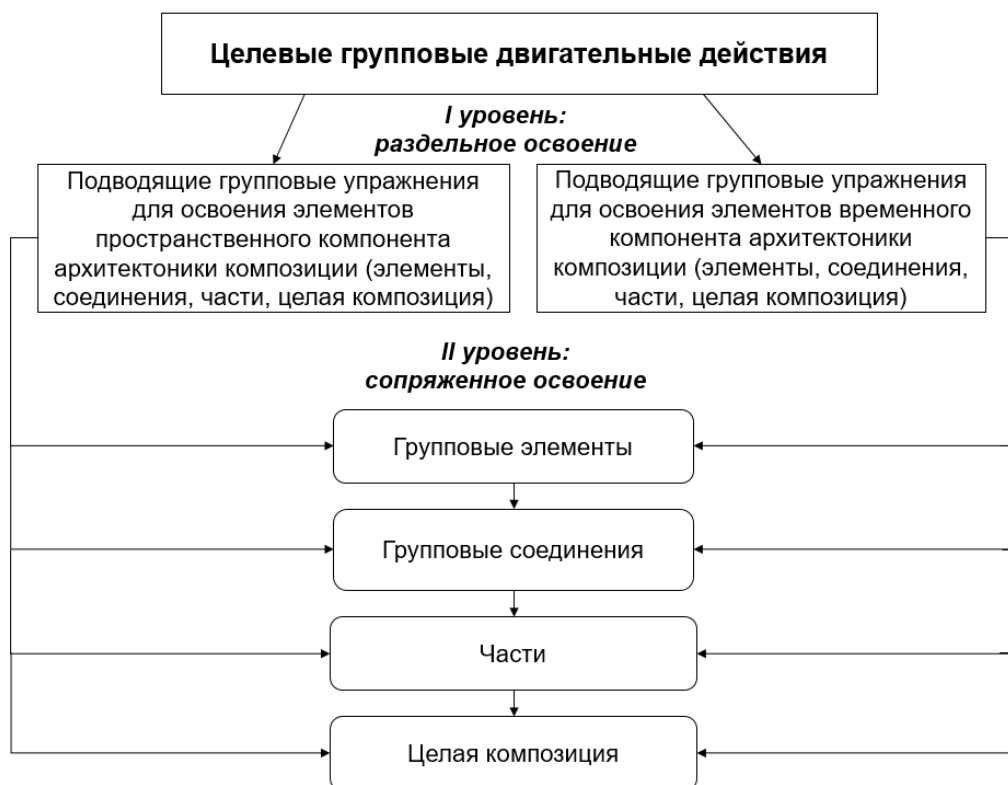 Целевые групповые двигательные действия
I уровень:
раздельное освоение
Подводящие групповые упражнения
для освоения элементов
пространственного компонента
архитектоники композиции (элементы,
соединения, части, целая композиция)
Подводящие групповые упражнения
для освоения элементов временного
компонента архитектоники
композиции (элементы, соединения,
части, целая композиция)
II уровень:
сопряженное освоение
Групповые элементы
Групповые соединения
Части
Целая композиция